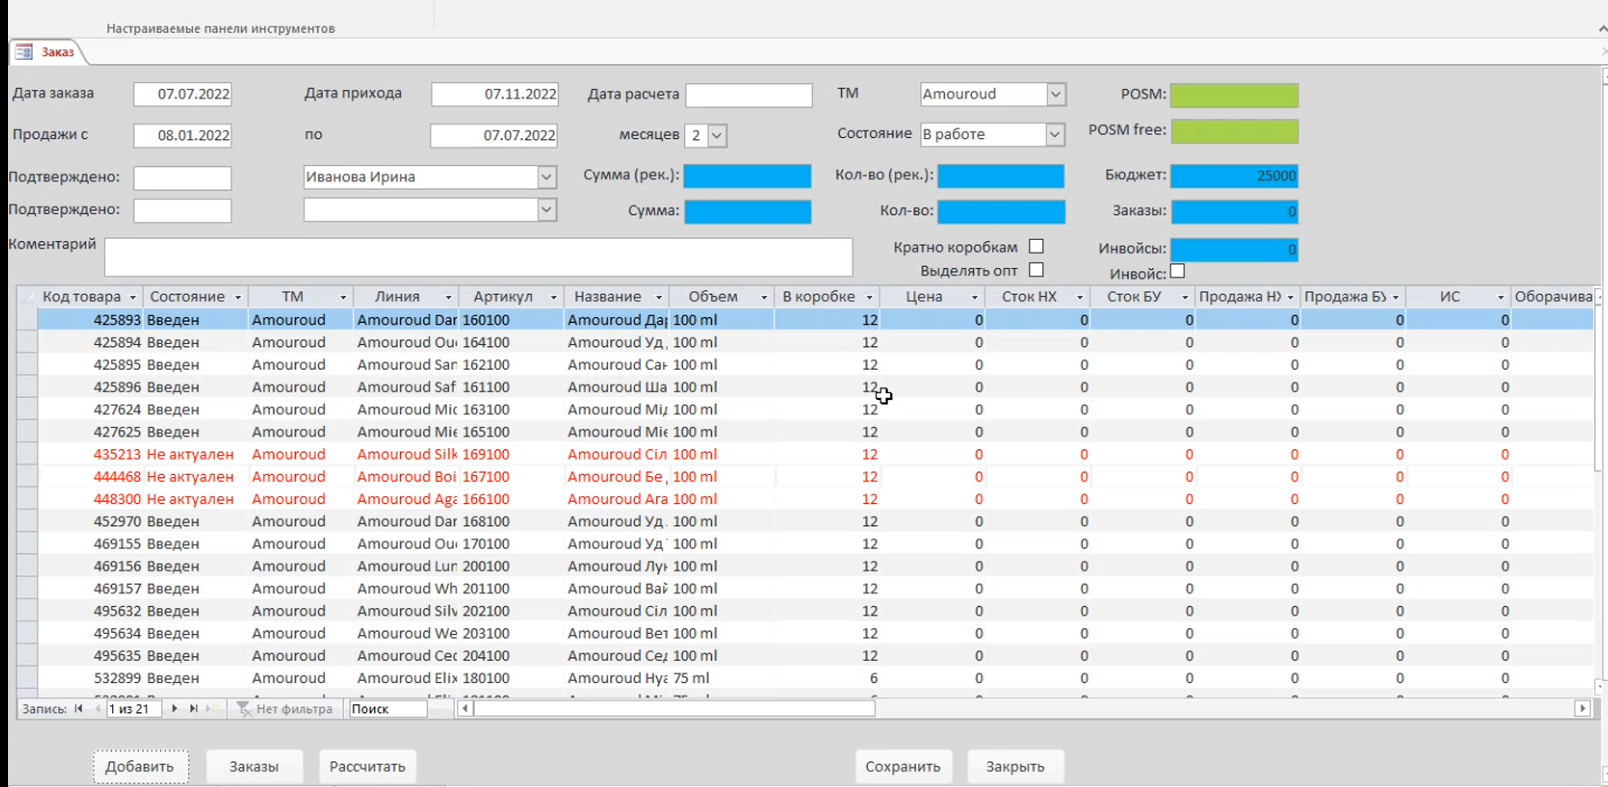 Настраиваемые панели инструментов
Заказ
Дата заказа 07.07.2022 Дата прихода 07.11.2022 Дата расчета ТМ Amouroud POSM:
Продажи с 08.01.2022 по 07.07.2022 месяцев 2 Состояние В работе POSM free:
Подтверждено: Иванова Ирина Сумма (рек.): Кол-во (рек.): Бюджет: 25000
Подтверждено: Сумма: Кол-во: Заказы: 0
Коментарий Кратно коробкам Инвойсы: 0
Выделять опт Инвойс:
Код товара Состояние ТМ Линия Артикул Название Объем В коробке Цена Сток НХ Сток БУ Продажа НХ Продажа БУ ИС Оборачива
425893 Введен Amouroud Amouroud Dar 160100 Amouroud Дар 100 ml 12 0 0 0 0 0 0
425894 Введен Amouroud Amouroud Ou 164100 Amouroud Уд 100 ml 12 0 0 0 0 0 0
425895 Введен Amouroud Amouroud San 162100 Amouroud Сан 100 ml 12 0 0 0 0 0 0
425896 Введен Amouroud Amouroud Saf 161100 Amouroud Ша 100 ml 12 0 0 0 0 0 0
427624 Введен Amouroud Amouroud Mid 163100 Amouroud Мід 100 ml 12 0 0 0 0 0 0
427625 Введен Amouroud Amouroud Mie 165100 Amouroud Міе 100 ml 12 0 0 0 0 0 0
435213 Не актуален Amouroud Amouroud Silk 169100 Amouroud Сіл 100 ml 12 0 0 0 0 0 0
444468 Не актуален Amouroud Amouroud Boi 167100 Amouroud Бе 100 ml 12 0 0 0 0 0 0
448300 Не актуален Amouroud Amouroud Aga 166100 Amouroud Ага 100 ml 12 0 0 0 0 0 0
452970 Введен Amouroud Amouroud Dar 168100 Amouroud Уд 100 ml 12 0 0 0 0 0 0
469155 Введен Amouroud Amouroud Ou 170100 Amouroud Уд 100 ml 12 0 0 0 0 0 0
469156 Введен Amouroud Amouroud Lun 200100 Amouroud Лун 100 ml 12 0 0 0 0 0 0
469157 Введен Amouroud Amouroud Wh 201100 Amouroud Вай 100 ml 12 0 0 0 0 0 0
495632 Введен Amouroud Amouroud Silv 202100 Amouroud Сіл 100 ml 12 0 0 0 0 0 0
495634 Введен Amouroud Amouroud We 203100 Amouroud Вет 100 ml 12 0 0 0 0 0 0
495635 Введен Amouroud Amouroud Ced 204100 Amouroud Сед 100 ml 12 0 0 0 0 0 0
532899 Введен Amouroud Amouroud Elix 180100 Amouroud Нуа 75 ml 6 0 0 0 0 0 0
Запись: 1 из 21 Нет фильтра Поиск
Добавить Заказы Рассчитать Сохранить Закрыть